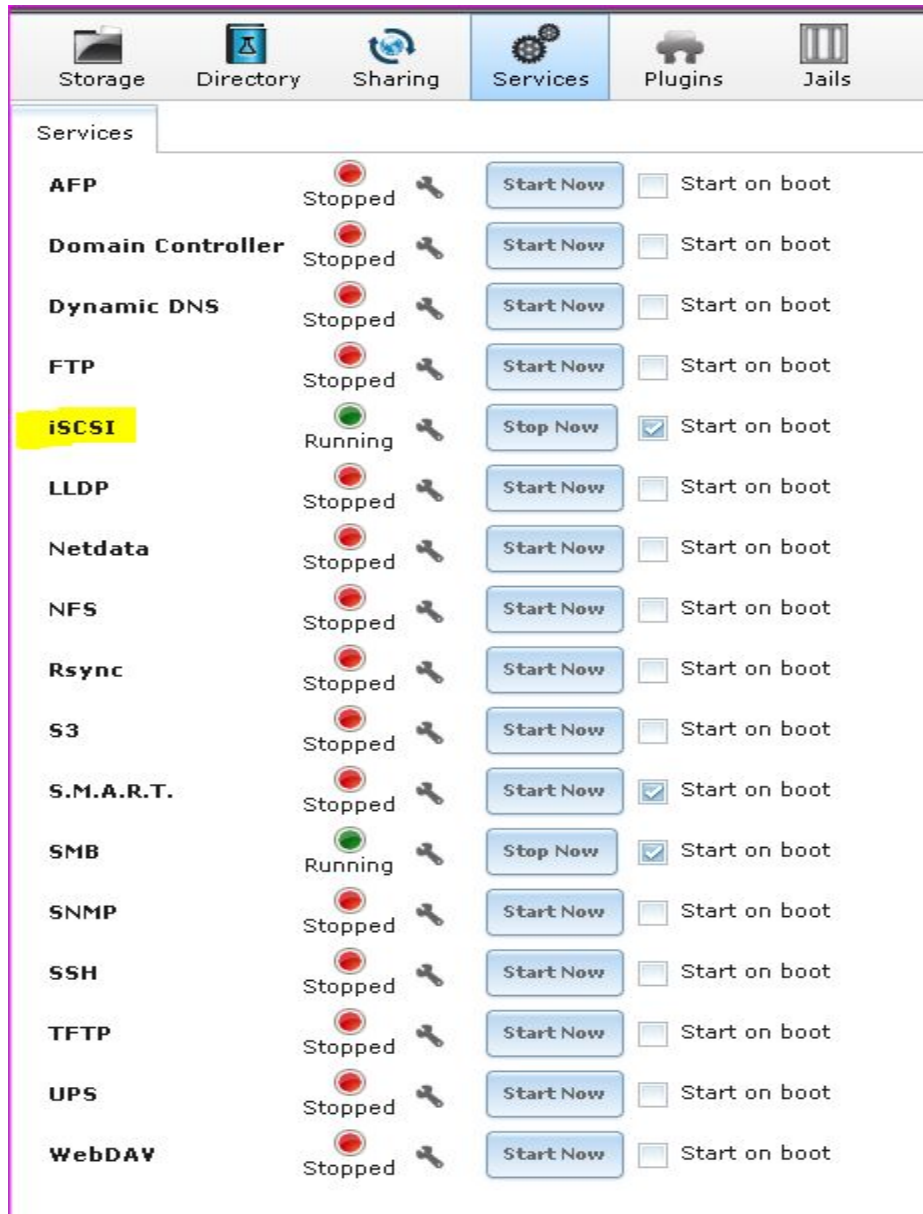 Storage Directory Sharing Services Plugins Jails
Services
AFP Stopped Start Now Start on boot
Domain Controller Stopped Start Now Start on boot
Dynamic DNS Stopped Start Now Start on boot
FTP Stopped Start Now Start on boot
iSCSI Running Stop Now Start on boot
LLDP Stopped Start Now Start on boot
Netdata Stopped Start Now Start on boot
NFS Stopped Start Now Start on boot
Rsync Stopped Start Now Start on boot
S3 Stopped Start Now Start on boot
S.M.A.R.T. Stopped Start Now Start on boot
SMB Running Stop Now Start on boot
SNMP Stopped Start Now Start on boot
SSH Stopped Start Now Start on boot
TFTP Stopped Start Now Start on boot
UPS Stopped Start Now Start on boot
WebDAV Stopped Start Now Start on boot